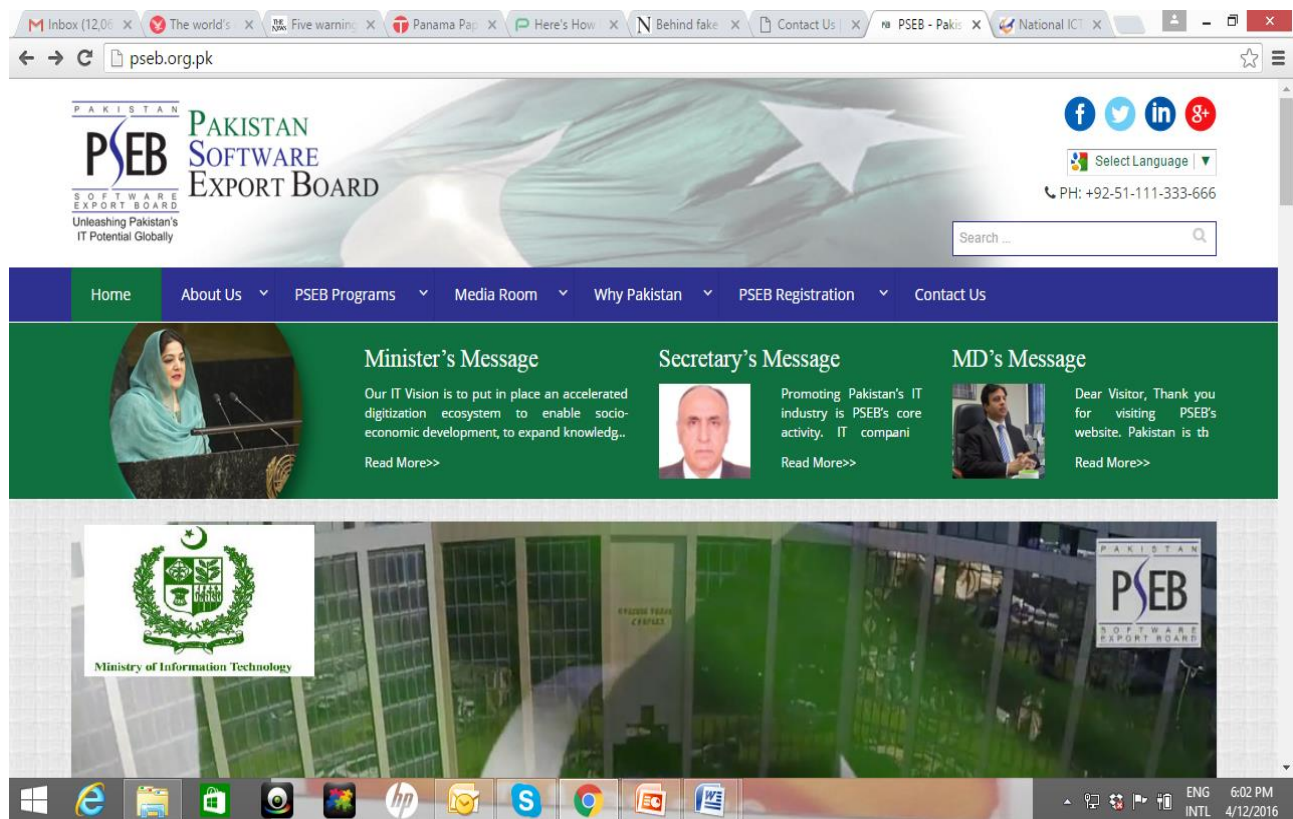 Inbox (12,06
The world's
Five warning
Panama Pap
Here's How
Behind fake
Contact Us |
PSEB - Pakis
National ICT
pseb.org.pk
PAKISTAN
PSEB
SOFTWARE
EXPORT BOARD
Unleashing Pakistan's
IT Potential Globally
PAKISTAN
SOFTWARE
EXPORT BOARD
f
in
8+
Select Language | ▼
PH: +92-51-111-333-666
Search ...
Home
About Us
PSEB Programs
Media Room
Why Pakistan
PSEB Registration
Contact Us
Minister's Message
Our IT Vision is to put in place an accelerated
digitization ecosystem to enable socio-
economic development, to expand knowledg..
Read More>>
Secretary's Message
Promoting Pakistan's IT
industry is PSEB's core
activity. IT compani
Read More>>
MD's Message
Dear Visitor, Thank you
for visiting PSEB's
website. Pakistan is th
Read More>>
Ministry of Information Technology
PAKISTAN
PSEB
SOFTWARE
EXPORT BOARD
hp
ENG
INTL
6:02 PM
4/12/2016